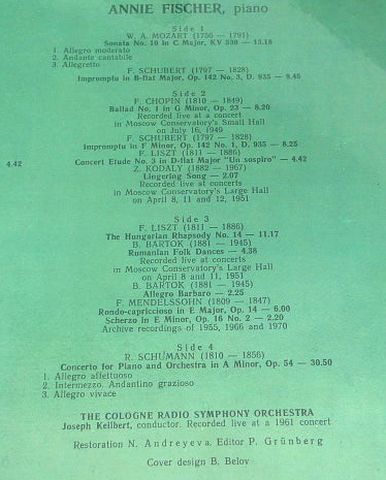 ANNIE FISCHER, piano
Side 1
W. A. MOZART (1756 — 1791)
Sonata No. 10 in C Major, KV 330 — 13.15
1. Allegro moderato
2. Andante cantabile
3. Allegretto
F. SCHUBERT (1797 — 1828)
Impromptu in B-flat Major, Op. 142 No. 3, D. 935 — 8.45
Side 2
F. CHOPIN (1810 — 1849)
Ballad No. 1 in G Minor, Op. 23 — 8.20
Recorded live at a concert
in Moscow Conservatory's Small Hall
on July 16, 1949
F. SCHUBERT (1797 — 1828)
Impromptu in F Minor, Op. 142 No. 1, D. 935 — 8.25
F. LISZT (1811 — 1886)
Concert Etude No. 3 in D-flat Major "Un sospiro" — 4.42
4.42
Z. KODALY (1882 — 1967)
Lingering Song — 2.07
Recorded live at concerts
in Moscow Conservatory's Large Hall
on April 8, 11 and 12, 1951
Side 3
F. LISZT (1811 — 1886)
The Hungarian Rhapsody No. 14 — 11.17
B. BARTOK (1881 — 1945)
Rumanian Folk Dances — 4.38
Recorded live at concerts
in Moscow Conservatory's Large Hall
on April 8 and 11, 1951
B. BARTOK (1881 — 1945)
Allegro Barbaro — 2.25
F. MENDELSSOHN (1809 — 1847)
Rondo-capriccioso in E Major, Op. 14 — 6.00
Scherzo in E Minor, Op. 16 No. 2 — 2.20
Archive recordings of 1955, 1966 and 1970
Side 4
R. SCHUMANN (1810 — 1856)
Concerto for Piano and Orchestra in A Minor, Op. 54 — 30.50
1. Allegro affettuoso
2. Intermezzo. Andantino grazioso
3. Allegro vivace
THE COLOGNE RADIO SYMPHONY ORCHESTRA
Joseph Keilbert, conductor. Recorded live at a 1961 concert
Restoration N. Andreyeva. Editor P. Grünberg
Cover design B. Belov